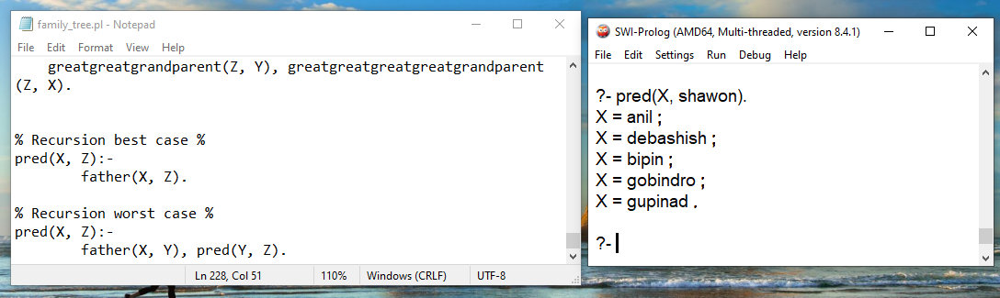 family_tree.pl - Notepad
File Edit Format View Help
greatgreatgrandparent(Z, Y), greatgreatgreatgreatgrandparent
(Z, X).
% Recursion best case %
pred(X, Z):-
father(X, Z).
% Recursion worst case %
pred(X, Z):-
father(X, Y), pred(Y, Z).
Ln 228, Col 51 110% Windows (CRLF) UTF-8
SWI-Prolog (AMD64, Multi-threaded, version 8.4.1)
File Edit Settings Run Debug Help
?- pred(X, shawon).
X = anil ;
X = debashish ;
X = bipin ;
X = gobindro ;
X = gupinad .
?-